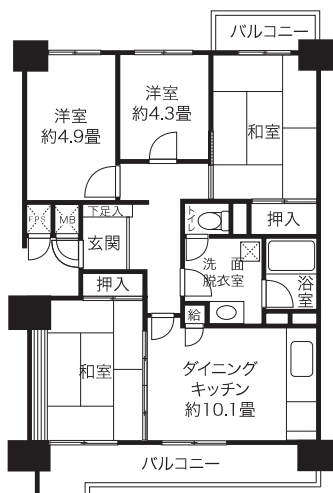 バルコニー
洋室
約4.9畳
洋室
約4.3畳
和室
下足入
PS
MB
玄関
トイレ
押入
洗面
脱衣室
浴室
押入
給
和室
ダイニング
キッチン
約10.1畳
バルコニー